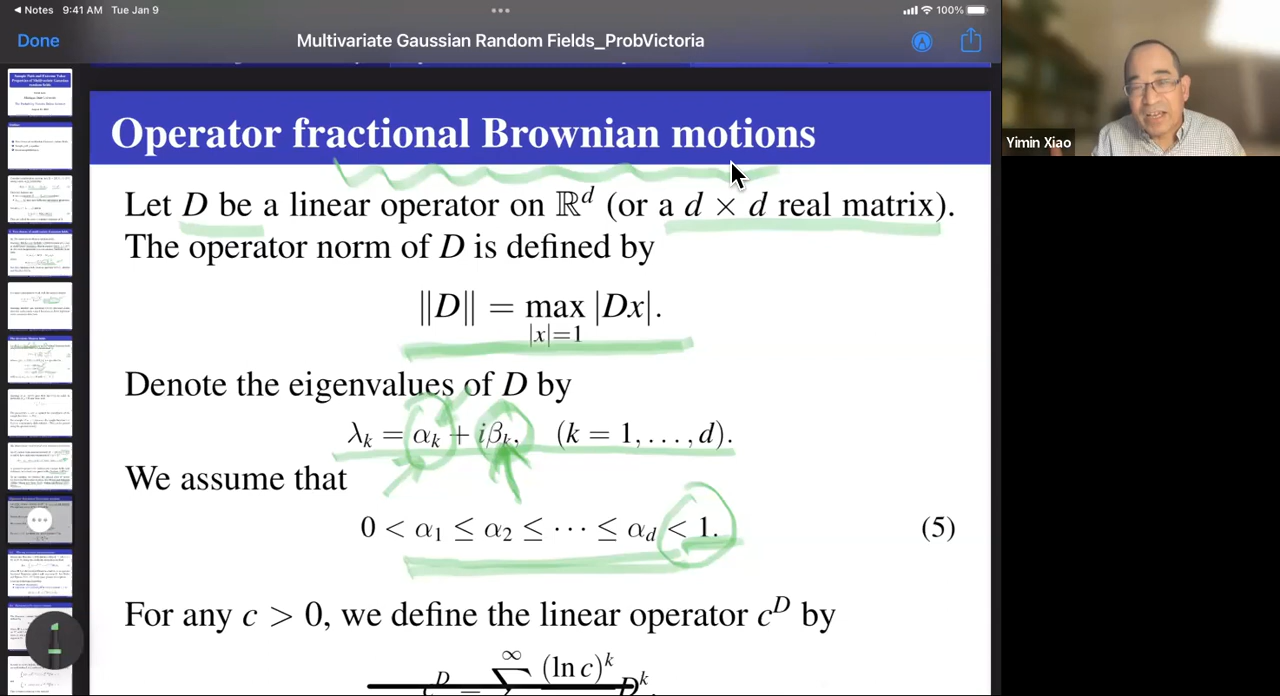 ◀ Notes 9:41 AM Tue Jan 9
100%
Done
Multivariate Gaussian Random Fields_ProbVictoria
Operator fractional Brownian motions
Let D be a linear operator on ℝ^d (or a d × d real matrix).
The operator norm of D is defined by
‖D‖ = max_{|x|=1} |Dx|.
Denote the eigenvalues of D by
λ_k = α_k + iβ_k, (k = 1, . . . , d).
We assume that
0 < α_1 ≤ α_2 ≤ ⋯ ≤ α_d < 1. (5)
For any c > 0, we define the linear operator c^D by
c^D = ∑^∞ (ln c)^k D^k
Yimin Xiao